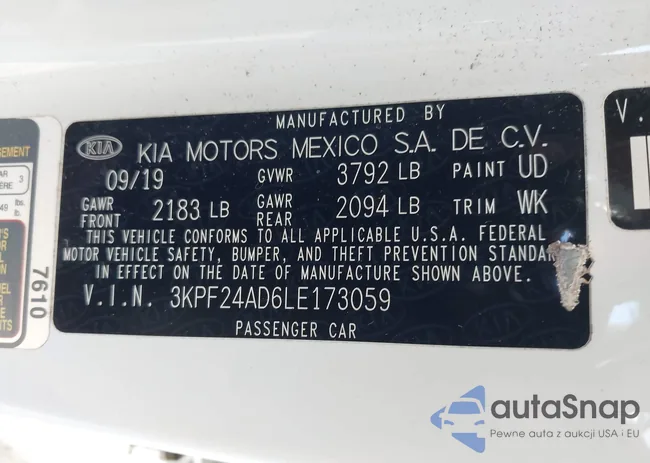 MANUFACTURED BY
KIA KIA MOTORS MEXICO S.A. DE C.V.
09/19 GVWR 3792 LB PAINT UD
GAWR FRONT 2183 LB GAWR REAR 2094 LB TRIM WK
THIS VEHICLE CONFORMS TO ALL APPLICABLE U.S.A. FEDERAL
MOTOR VEHICLE SAFETY, BUMPER, AND THEFT PREVENTION
IN EFFECT ON THE DATE OF MANUFACTURE SHOWN ABOVE.
V.I.N. 3KPF24AD6LE173059
PASSENGER CAR
7610
3
V.
autaSnap
Pewne auta z aukcji USA i EU